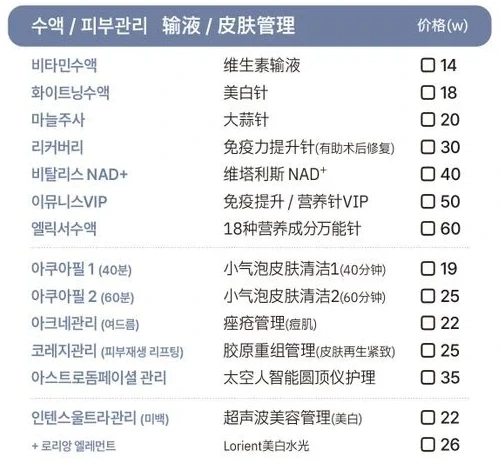 수액 / 피부관리 输液 / 皮肤管理 价格(w)
비타민수액 维生素输液 14
화이트닝수액 美白针 18
마늘주사 大蒜针 20
리커버리 免疫力提升针(有助术后修复) 30
비탈리스 NAD+ 维塔利斯 NAD+ 40
이뮤니스VIP 免疫提升 / 营养针VIP 50
엘릭서수액 18种营养成分万能针 60
아쿠아필 1 (40분) 小气泡皮肤清洁1(40分钟) 19
아쿠아필 2 (60분) 小气泡皮肤清洁2(60分钟) 25
아크네관리 (여드름) 痤疮管理(痘肌) 22
코레지관리 (피부재생 리프팅) 胶原重组管理(皮肤再生紧致) 25
아스트로돔페이셜 관리 太空人智能圆顶仪护理 35
인텐스울트라관리 (미백) 超声波美容管理(美白) 22
+ 로리앙 엘레먼트 Lorient美白水光 26